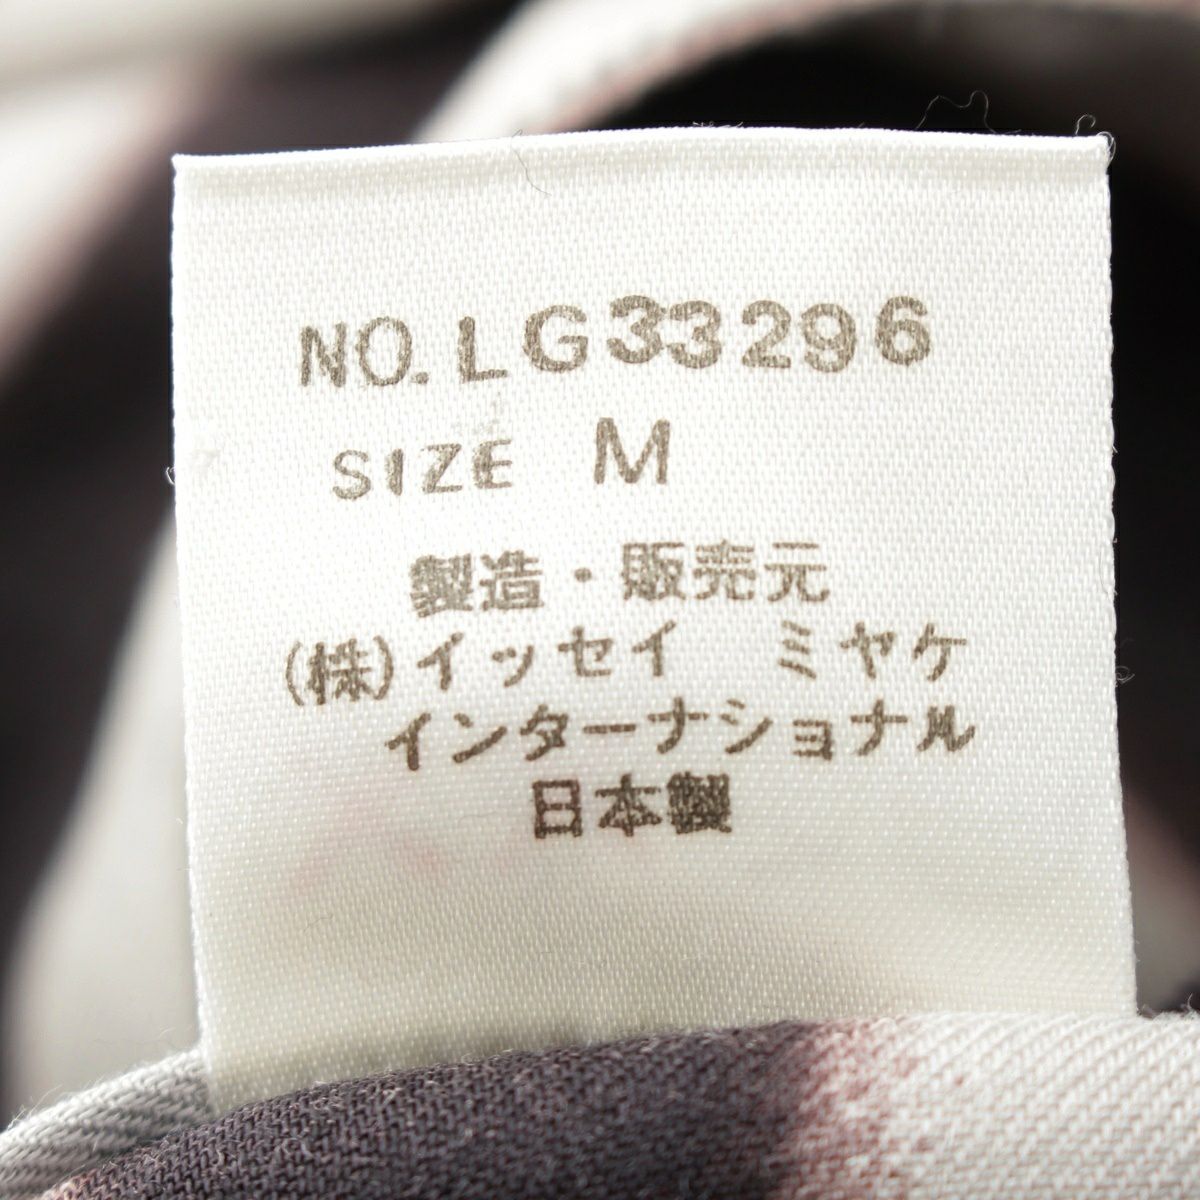 NO.LG33296
SIZE M
製造・販売元
(株)イッセイ ミヤケ
インターナショナル
日本製